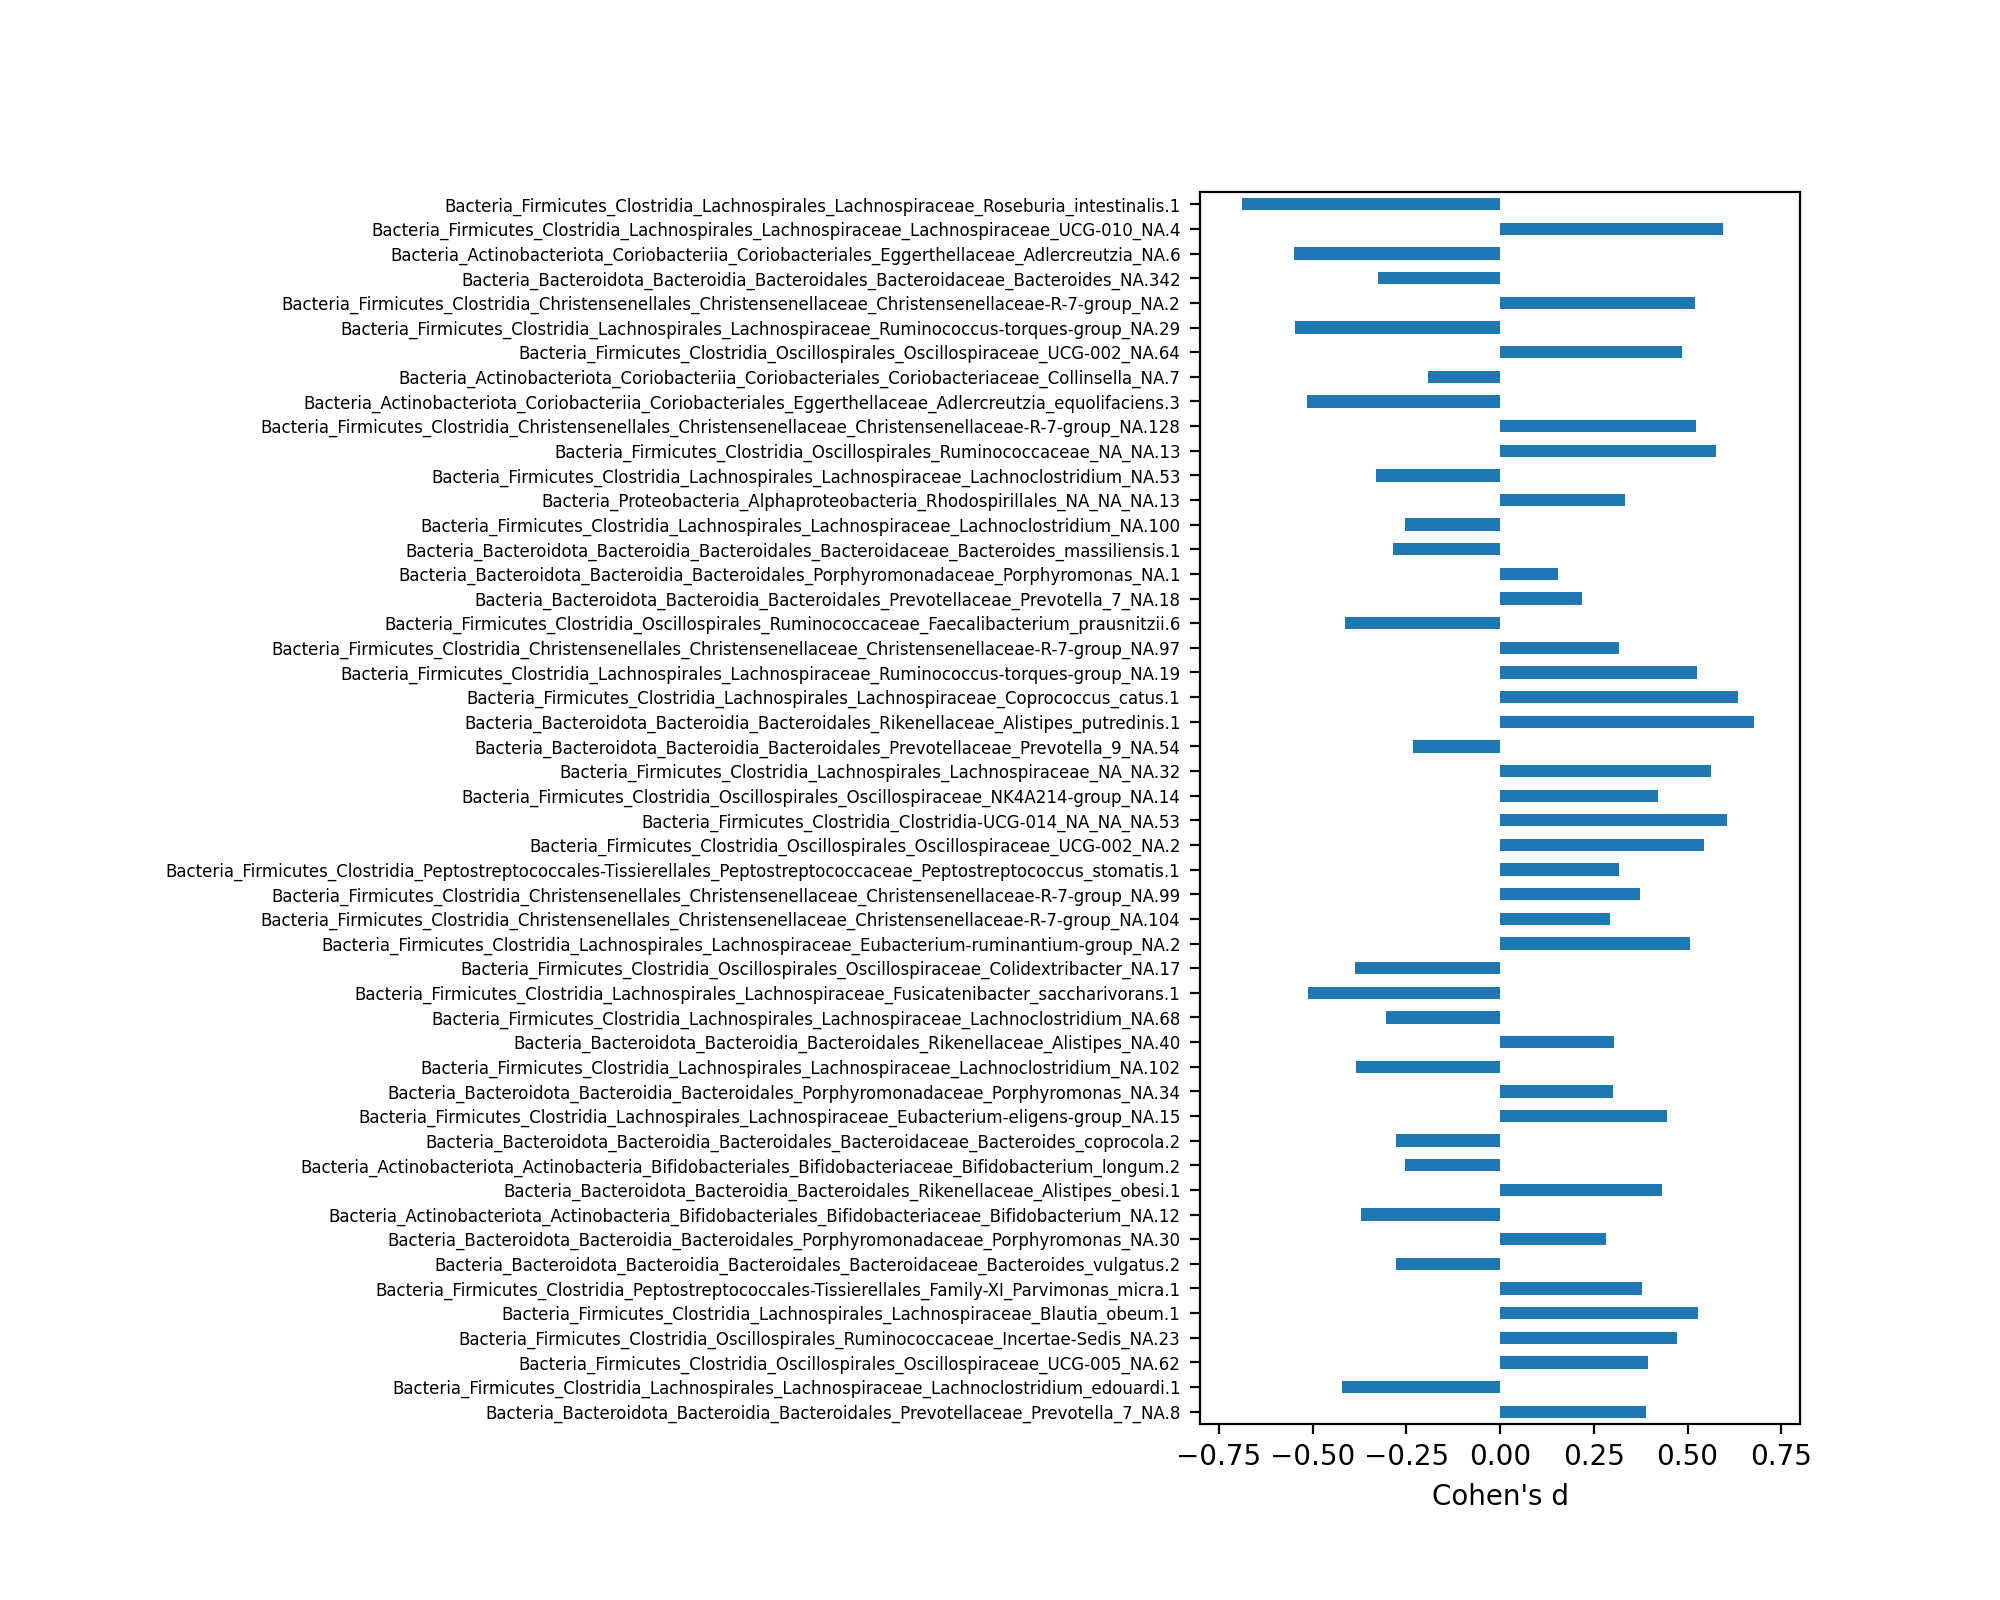 Bacteria_Firmicutes_Clostridia_Lachnospirales_Lachnospiraceae_Roseburia_intestinalis.1
Bacteria_Firmicutes_Clostridia_Lachnospirales_Lachnospiraceae_Lachnospiraceae_UCG-010_NA.4
Bacteria_Actinobacteriota_Coriobacteriia_Coriobacteriales_Eggerthellaceae_Adlercreutzia_NA.6
Bacteria_Bacteroidota_Bacteroidia_Bacteroidales_Bacteroidaceae_Bacteroides_NA.342
Bacteria_Firmicutes_Clostridia_Christensenellales_Christensenellaceae_Christensenellaceae-R-7-group_NA.2
Bacteria_Firmicutes_Clostridia_Lachnospirales_Lachnospiraceae_Ruminococcus-torques-group_NA.29
Bacteria_Firmicutes_Clostridia_Oscillospirales_Oscillospiraceae_UCG-002_NA.64
Bacteria_Actinobacteriota_Coriobacteriia_Coriobacteriales_Coriobacteriaceae_Collinsella_NA.7
Bacteria_Actinobacteriota_Coriobacteriia_Coriobacteriales_Eggerthellaceae_Adlercreutzia_equolifaciens.3
Bacteria_Firmicutes_Clostridia_Christensenellales_Christensenellaceae_Christensenellaceae-R-7-group_NA.128
Bacteria_Firmicutes_Clostridia_Oscillospirales_Ruminococcaceae_NA_NA.13
Bacteria_Firmicutes_Clostridia_Lachnospirales_Lachnospiraceae_Lachnoclostridium_NA.53
Bacteria_Proteobacteria_Alphaproteobacteria_Rhodospirillales_NA_NA_NA.13
Bacteria_Firmicutes_Clostridia_Lachnospirales_Lachnospiraceae_Lachnoclostridium_NA.100
Bacteria_Bacteroidota_Bacteroidia_Bacteroidales_Bacteroidaceae_Bacteroides_massiliensis.1
Bacteria_Bacteroidota_Bacteroidia_Bacteroidales_Porphyromonadaceae_Porphyromonas_NA.1
Bacteria_Bacteroidota_Bacteroidia_Bacteroidales_Prevotellaceae_Prevotella_7_NA.18
Bacteria_Firmicutes_Clostridia_Oscillospirales_Ruminococcaceae_Faecalibacterium_prausnitzii.6
Bacteria_Firmicutes_Clostridia_Christensenellales_Christensenellaceae_Christensenellaceae-R-7-group_NA.97
Bacteria_Firmicutes_Clostridia_Lachnospirales_Lachnospiraceae_Ruminococcus-torques-group_NA.19
Bacteria_Firmicutes_Clostridia_Lachnospirales_Lachnospiraceae_Coprococcus_catus.1
Bacteria_Bacteroidota_Bacteroidia_Bacteroidales_Rikenellaceae_Alistipes_putredinis.1
Bacteria_Bacteroidota_Bacteroidia_Bacteroidales_Prevotellaceae_Prevotella_9_NA.54
Bacteria_Firmicutes_Clostridia_Lachnospirales_Lachnospiraceae_NA_NA.32
Bacteria_Firmicutes_Clostridia_Oscillospirales_Oscillospiraceae_NK4A214-group_NA.14
Bacteria_Firmicutes_Clostridia_Clostridia-UCG-014_NA_NA_NA.53
Bacteria_Firmicutes_Clostridia_Oscillospirales_Oscillospiraceae_UCG-002_NA.2
Bacteria_Firmicutes_Clostridia_Peptostreptococcales-Tissierellales_Peptostreptococcaceae_Peptostreptococcus_stomatis.1
Bacteria_Firmicutes_Clostridia_Christensenellales_Christensenellaceae_Christensenellaceae-R-7-group_NA.99
Bacteria_Firmicutes_Clostridia_Christensenellales_Christensenellaceae_Christensenellaceae-R-7-group_NA.104
Bacteria_Firmicutes_Clostridia_Lachnospirales_Lachnospiraceae_Eubacterium-ruminantium-group_NA.2
Bacteria_Firmicutes_Clostridia_Oscillospirales_Oscillospiraceae_Colidextribacter_NA.17
Bacteria_Firmicutes_Clostridia_Lachnospirales_Lachnospiraceae_Fusicatenibacter_saccharivorans.1
Bacteria_Firmicutes_Clostridia_Lachnospirales_Lachnospiraceae_Lachnoclostridium_NA.68
Bacteria_Bacteroidota_Bacteroidia_Bacteroidales_Rikenellaceae_Alistipes_NA.40
Bacteria_Firmicutes_Clostridia_Lachnospirales_Lachnospiraceae_Lachnoclostridium_NA.102
Bacteria_Bacteroidota_Bacteroidia_Bacteroidales_Porphyromonadaceae_Porphyromonas_NA.34
Bacteria_Firmicutes_Clostridia_Lachnospirales_Lachnospiraceae_Eubacterium-eligens-group_NA.15
Bacteria_Bacteroidota_Bacteroidia_Bacteroidales_Bacteroidaceae_Bacteroides_coprocola.2
Bacteria_Actinobacteriota_Actinobacteria_Bifidobacteriales_Bifidobacteriaceae_Bifidobacterium_longum.2
Bacteria_Bacteroidota_Bacteroidia_Bacteroidales_Rikenellaceae_Alistipes_obesi.1
Bacteria_Actinobacteriota_Actinobacteria_Bifidobacteriales_Bifidobacteriaceae_Bifidobacterium_NA.12
Bacteria_Bacteroidota_Bacteroidia_Bacteroidales_Porphyromonadaceae_Porphyromonas_NA.30
Bacteria_Bacteroidota_Bacteroidia_Bacteroidales_Bacteroidaceae_Bacteroides_vulgatus.2
Bacteria_Firmicutes_Clostridia_Peptostreptococcales-Tissierellales_Family-XI_Parvimonas_micra.1
Bacteria_Firmicutes_Clostridia_Lachnospirales_Lachnospiraceae_Blautia_obeum.1
Bacteria_Firmicutes_Clostridia_Oscillospirales_Ruminococcaceae_Incertae-Sedis_NA.23
Bacteria_Firmicutes_Clostridia_Oscillospirales_Oscillospiraceae_UCG-005_NA.62
Bacteria_Firmicutes_Clostridia_Lachnospirales_Lachnospiraceae_Lachnoclostridium_edouardi.1
Bacteria_Bacteroidota_Bacteroidia_Bacteroidales_Prevotellaceae_Prevotella_7_NA.8
−0.75 −0.50 −0.25 0.00 0.25 0.50 0.75
Cohen's d